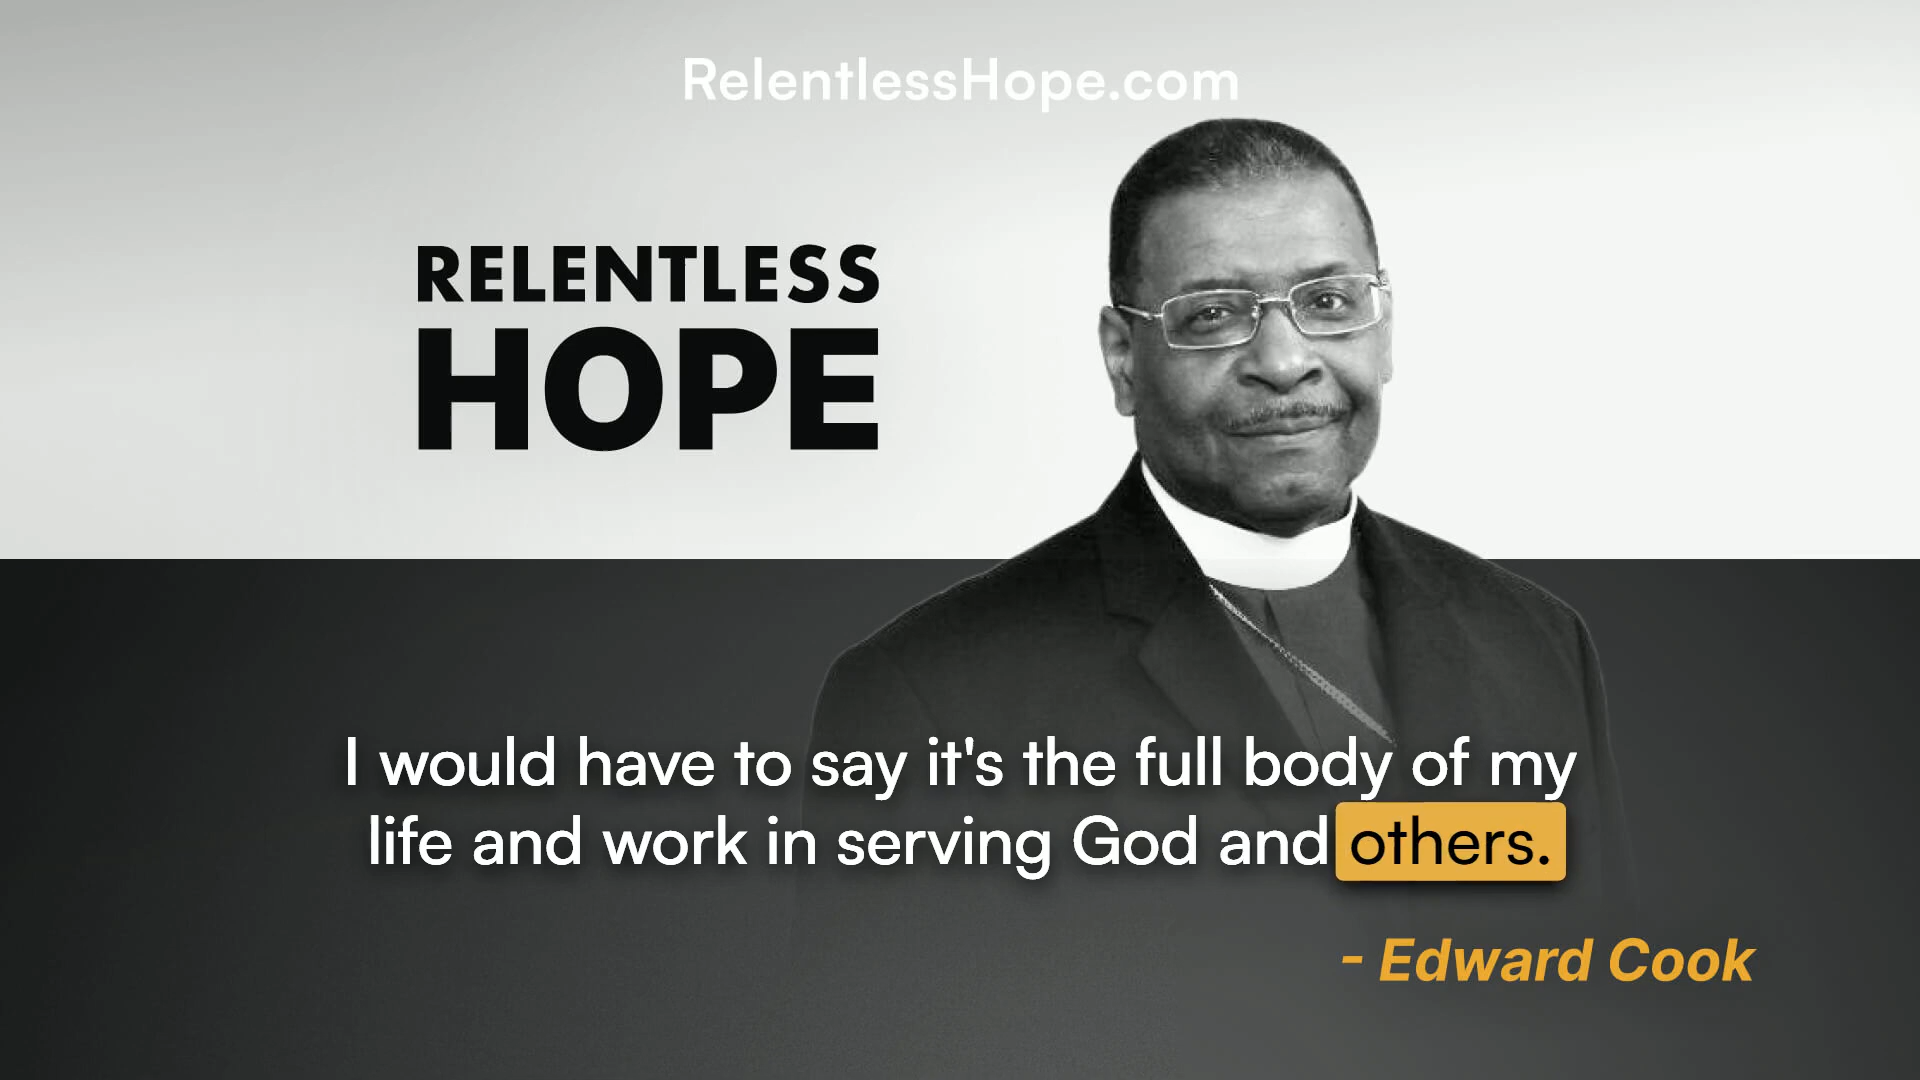 RelentlessHope.com
RELENTLESS
HOPE
I would have to say it's the full body of my
life and work in serving God and others.
- Edward Cook